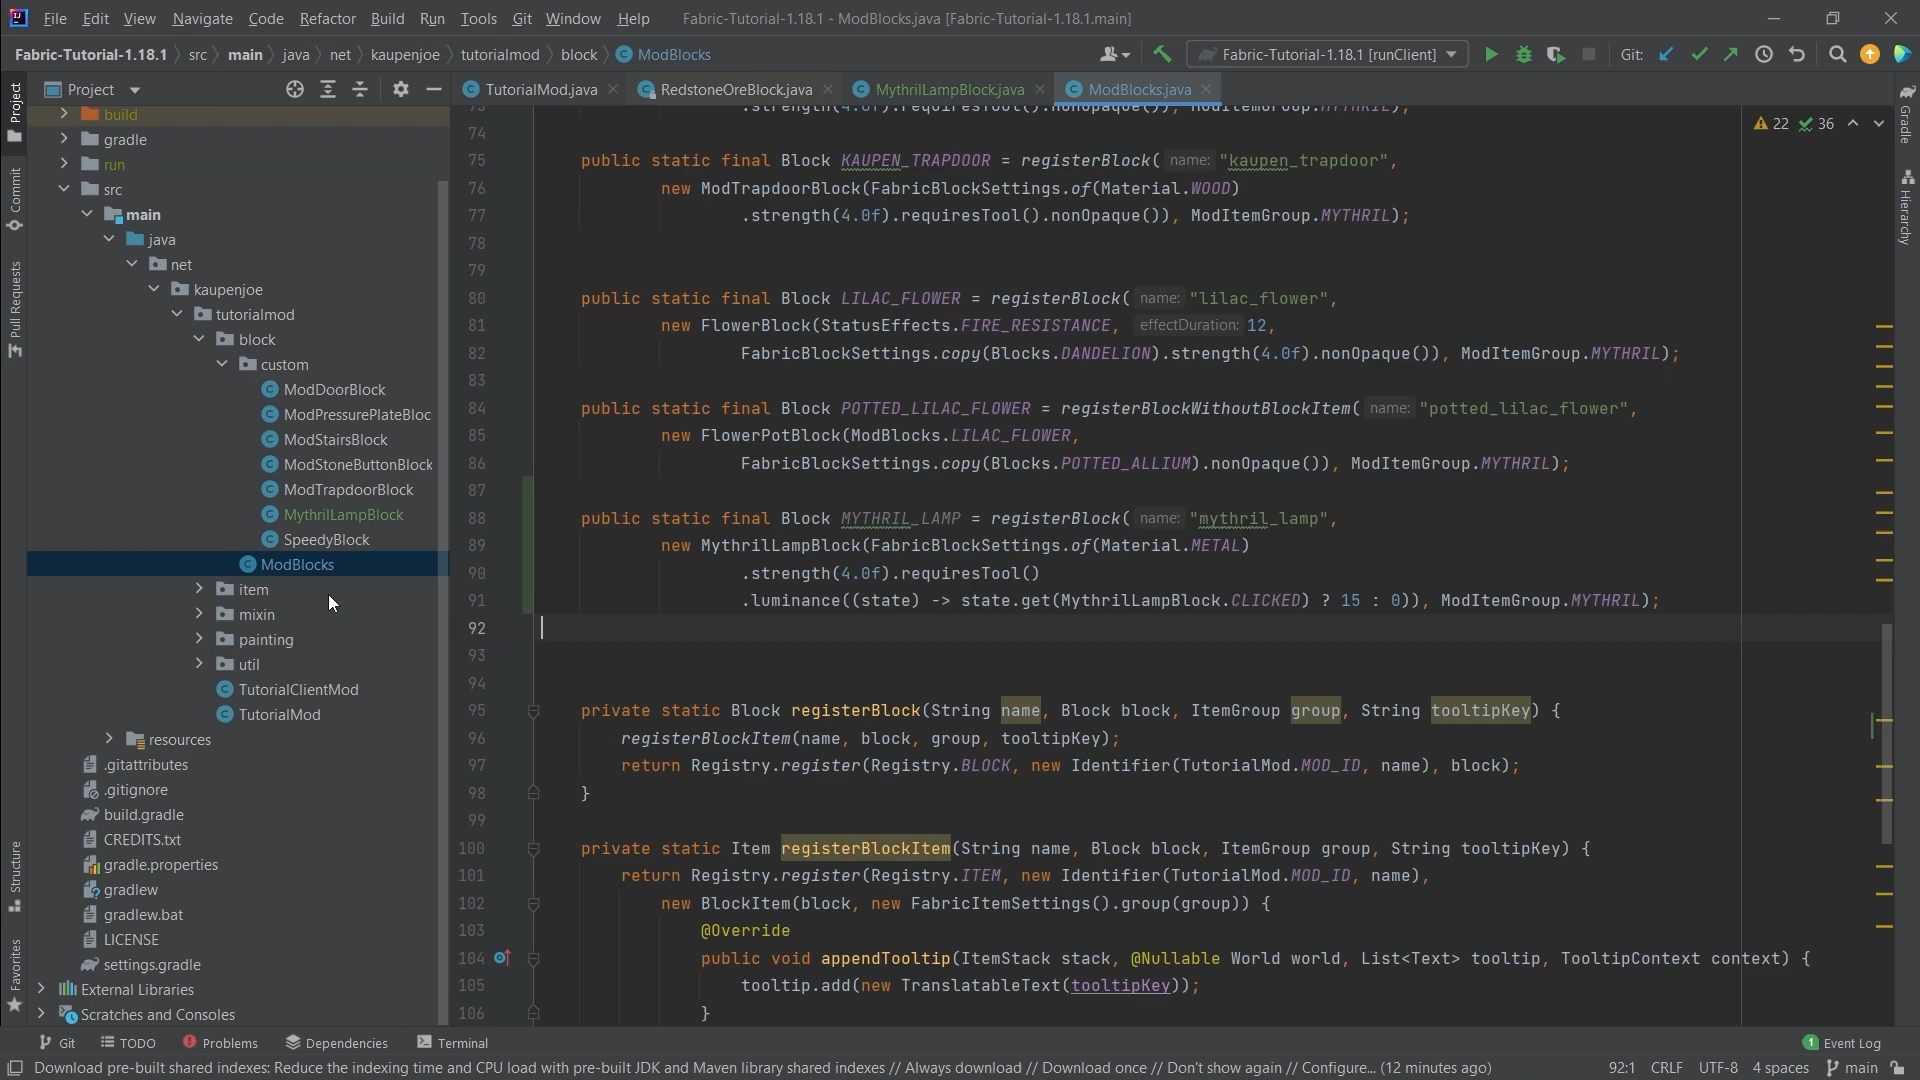 File Edit View Navigate Code Refactor Build Run Tools Git Window Help Fabric-Tutorial-1.18.1 - ModBlocks.java [Fabric-Tutorial-1.18.1.main]
Fabric-Tutorial-1.18.1 src main java net kaupenjoe tutorialmod block ModBlocks Fabric-Tutorial-1.18.1 [runClient] Git:
Project
TutorialMod.java RedstoneOreBlock.java MythrilLampBlock.java ModBlocks.java
22 36
Project
Commit
Pull Requests
Structure
Favorites
Gradle
Hierarchy
build
gradle
run
src
main
java
net
kaupenjoe
tutorialmod
block
custom
ModDoorBlock
ModPressurePlateBloc
ModStairsBlock
ModStoneButtonBlock
ModTrapdoorBlock
MythrilLampBlock
SpeedyBlock
ModBlocks
item
mixin
painting
util
TutorialClientMod
TutorialMod
resources
.gitattributes
.gitignore
build.gradle
CREDITS.txt
gradle.properties
gradlew
gradlew.bat
LICENSE
settings.gradle
External Libraries
Scratches and Consoles
73 .strength(4.0f).requiresTool().nonOpaque()), ModItemGroup.MYTHRIL);
74
75 public static final Block KAUPEN_TRAPDOOR = registerBlock( name: "kaupen_trapdoor",
76 new ModTrapdoorBlock(FabricBlockSettings.of(Material.WOOD)
77 .strength(4.0f).requiresTool().nonOpaque()), ModItemGroup.MYTHRIL);
78
79
80 public static final Block LILAC_FLOWER = registerBlock( name: "lilac_flower",
81 new FlowerBlock(StatusEffects.FIRE_RESISTANCE, effectDuration: 12,
82 FabricBlockSettings.copy(Blocks.DANDELION).strength(4.0f).nonOpaque()), ModItemGroup.MYTHRIL);
83
84 public static final Block POTTED_LILAC_FLOWER = registerBlockWithoutBlockItem( name: "potted_lilac_flower",
85 new FlowerPotBlock(ModBlocks.LILAC_FLOWER,
86 FabricBlockSettings.copy(Blocks.POTTED_ALLIUM).nonOpaque()), ModItemGroup.MYTHRIL);
87
88 public static final Block MYTHRIL_LAMP = registerBlock( name: "mythril_lamp",
89 new MythrilLampBlock(FabricBlockSettings.of(Material.METAL)
90 .strength(4.0f).requiresTool()
91 .luminance((state) -> state.get(MythrilLampBlock.CLICKED) ? 15 : 0)), ModItemGroup.MYTHRIL);
92
93
94
95 private static Block registerBlock(String name, Block block, ItemGroup group, String tooltipKey) {
96 registerBlockItem(name, block, group, tooltipKey);
97 return Registry.register(Registry.BLOCK, new Identifier(TutorialMod.MOD_ID, name), block);
98 }
99
100 private static Item registerBlockItem(String name, Block block, ItemGroup group, String tooltipKey) {
101 return Registry.register(Registry.ITEM, new Identifier(TutorialMod.MOD_ID, name),
102 new BlockItem(block, new FabricItemSettings().group(group)) {
103 @Override
104 public void appendTooltip(ItemStack stack, @Nullable World world, List<Text> tooltip, TooltipContext context) {
105 tooltip.add(new TranslatableText(tooltipKey));
106 }
Git TODO Problems Dependencies Terminal 1 Event Log
Download pre-built shared indexes: Reduce the indexing time and CPU load with pre-built JDK and Maven library shared indexes // Always download // Download once // Don't show again // Configure... (12 minutes ago) 92:1 CRLF UTF-8 4 spaces main